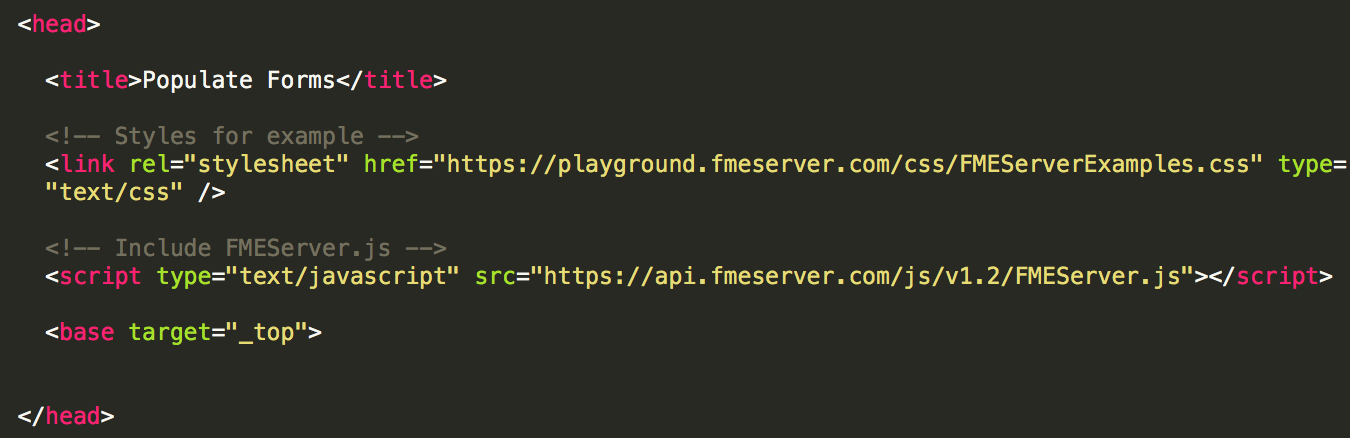 <head>
<title>Populate Forms</title>
<!-- Styles for example -->
<link rel="stylesheet" href="https://playground.fmeserver.com/css/FMEServerExamples.css" type=
"text/css" />
<!-- Include FMEServer.js -->
<script type="text/javascript" src="https://api.fmeserver.com/js/v1.2/FMEServer.js"></script>
<base target="_top">
</head>